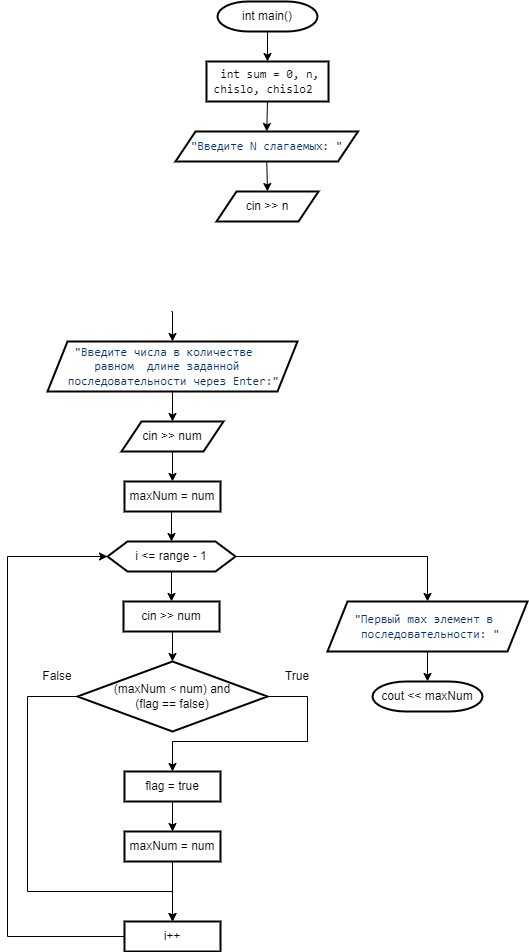 int main()
int sum = 0, n,
chislo, chislo2
"Введите N слагаемых: "
cin >> n
"Введите числа в количестве
равном длине заданной
последовательности через Enter:"
cin >> num
maxNum = num
i <= range - 1
cin >> num
"Первый max элемент в
последовательности: "
False
(maxNum < num) and
(flag == false)
True
cout << maxNum
flag = true
maxNum = num
i++